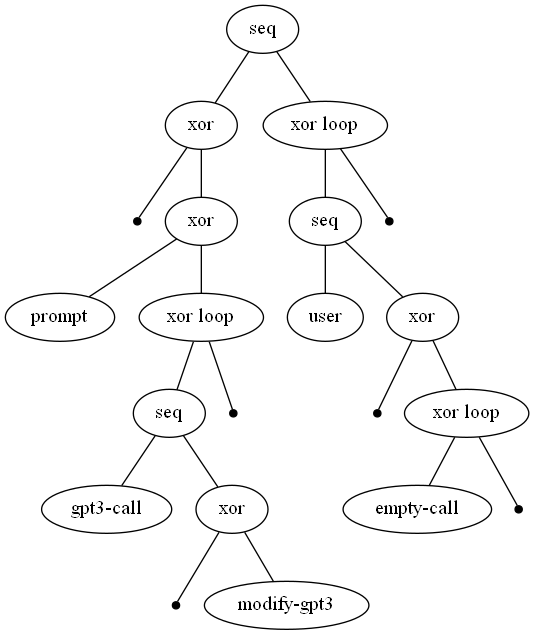 seq
xor
xor loop
xor
seq
prompt
xor loop
user
xor
seq
xor loop
gpt3-call
xor
empty-call
modify-gpt3